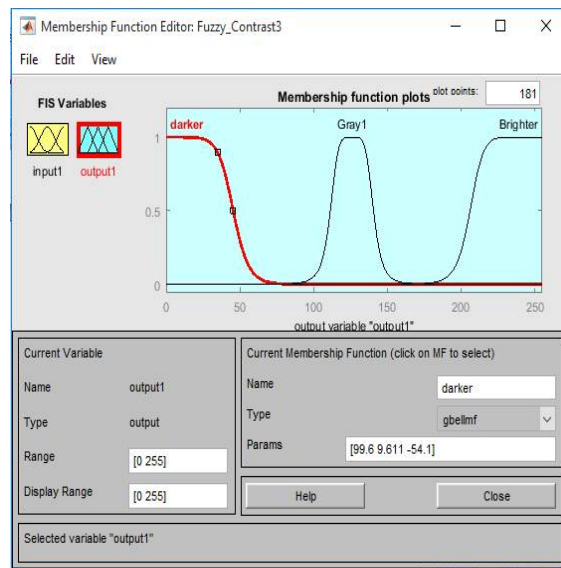 Membership Function Editor: Fuzzy_Contrast3
File Edit View
FIS Variables
input1 output1
Membership function plots plot points: 181
darker Gray1 Brighter
1
0.5
0
0 50 100 150 200 250
output variable "output1"
Current Variable
Name output1
Type output
Range [0 255]
Display Range [0 255]
Current Membership Function (click on MF to select)
Name darker
Type gbellmf
Params [99.6 9.611 -54.1]
Help Close
Selected variable "output1"